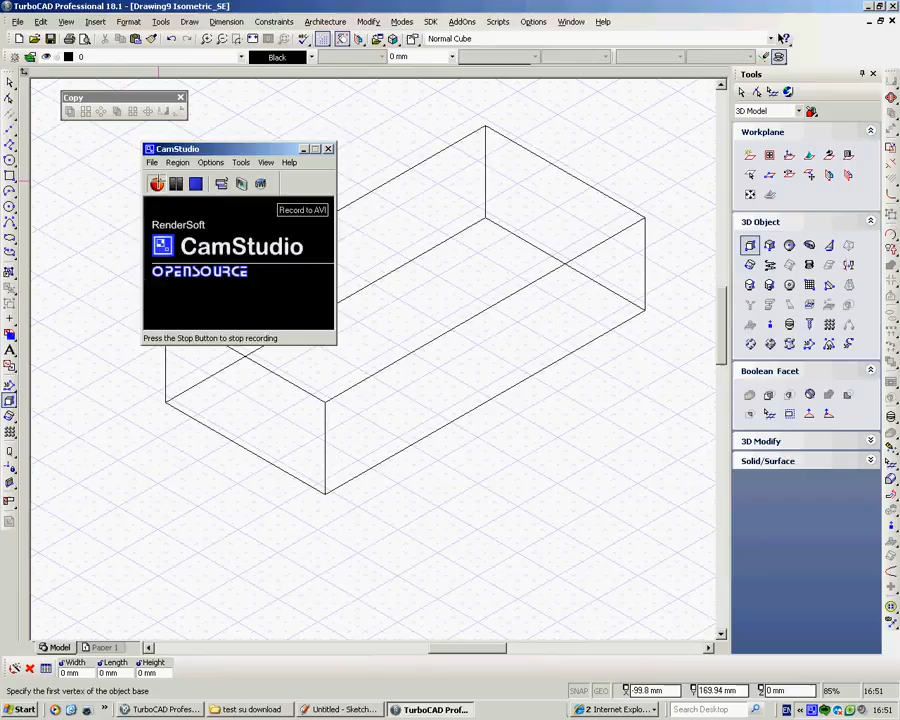 TurboCAD Professional 18.1 - [Drawing9 Isometric_SE]
File Edit View Insert Format Tools Draw Dimension Constraints Architecture Modify Modes SDK AddOns Scripts Options Window Help
Normal Cube
0 Black 0 mm
Copy
CamStudio
File Region Options Tools View Help
Record to AVI
RenderSoft
CamStudio
OPENSOURCE
Press the Stop Button to stop recording
Tools
3D Model
Workplane
3D Object
Boolean Facet
3D Modify
Solid/Surface
Model Paper 1
Width Length Height
0 mm 0 mm 0 mm
Specify the first vertex of the object base
SNAP GEO X -99.8 mm Y 169.94 mm Z 0 mm 85% 16:51
Start TurboCAD Profes... test su download Untitled - Sketch... TurboCAD Prof... 2 Internet Explo... Search Desktop EN 16:51